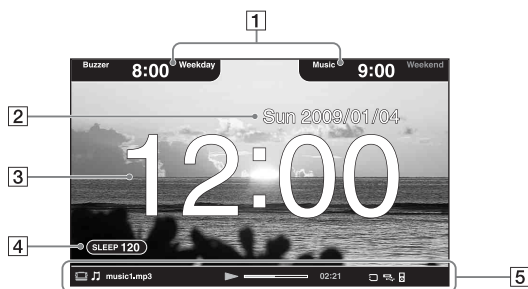 1
Buzzer 8:00 Weekday
Music 9:00 Weekend
2
Sun 2009/01/04
3
12:00
4
SLEEP 120
music1.mp3 02:21
5